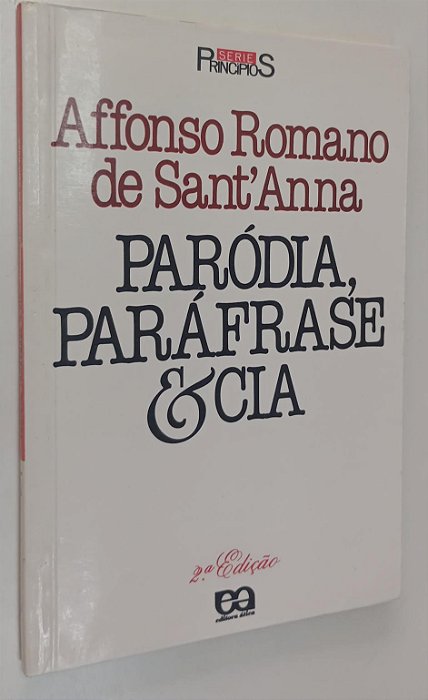 SÉRIE
PRINCÍPIOS
Affonso Romano
de Sant'Anna
PARÓDIA,
PARÁFRASE
& CIA
2.ª Edição
ea
editora ática